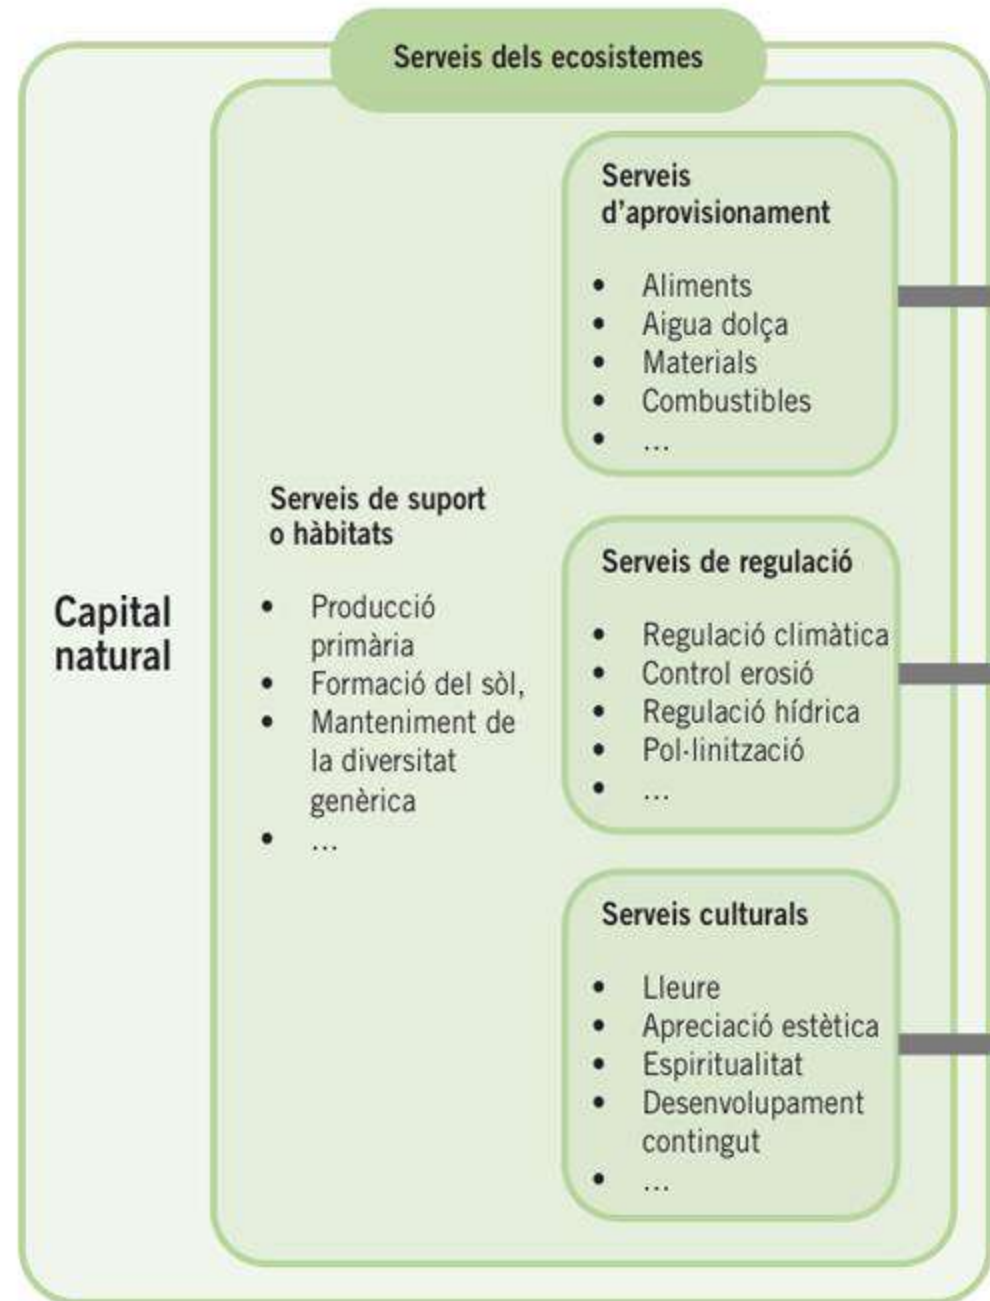 Serveis dels ecosistemes
Capital
natural
Serveis de suport
o hàbitats
• Producció
primària
• Formació del sòl,
• Manteniment de
la diversitat
genèrica
• ...
Serveis
d'aprovisionament
• Aliments
• Aigua dolça
• Materials
• Combustibles
• ...
Serveis de regulació
• Regulació climàtica
• Control erosió
• Regulació hídrica
• Pol·linització
• ...
Serveis culturals
• Lleure
• Apreciació estètica
• Espiritualitat
• Desenvolupament
contingut
• ...